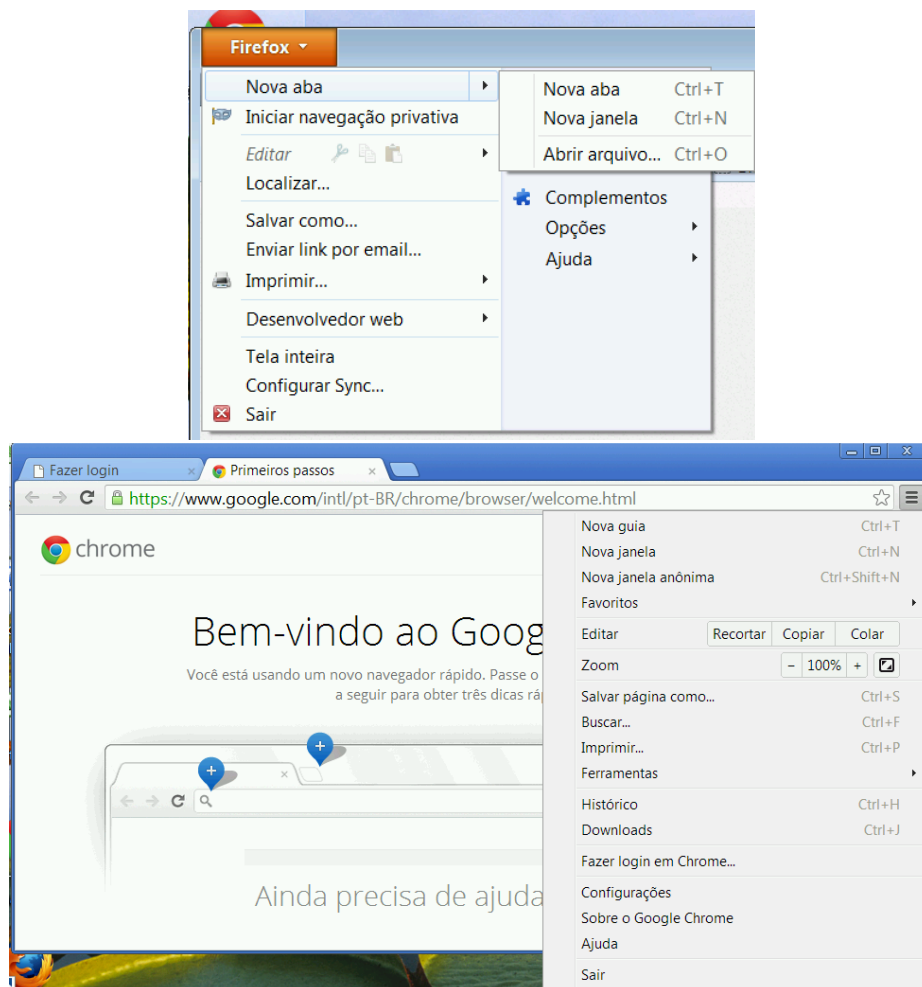 Firefox
Nova aba
Iniciar navegação privativa
Editar
Localizar...
Salvar como...
Enviar link por email...
Imprimir...
Desenvolvedor web
Tela inteira
Configurar Sync...
Sair
Nova aba Ctrl+T
Nova janela Ctrl+N
Abrir arquivo... Ctrl+O
Complementos
Opções
Ajuda
Fazer login
Primeiros passos
https://www.google.com/intl/pt-BR/chrome/browser/welcome.html
chrome
Bem-vindo ao Goog
Você está usando um novo navegador rápido. Passe o
a seguir para obter três dicas
Ainda precisa de ajuda
Nova guia Ctrl+T
Nova janela Ctrl+N
Nova janela anônima Ctrl+Shift+N
Favoritos
Editar Recortar Copiar Colar
Zoom - 100% +
Salvar página como... Ctrl+S
Buscar... Ctrl+F
Imprimir... Ctrl+P
Ferramentas
Histórico Ctrl+H
Downloads Ctrl+J
Fazer login em Chrome...
Configurações
Sobre o Google Chrome
Ajuda
Sair